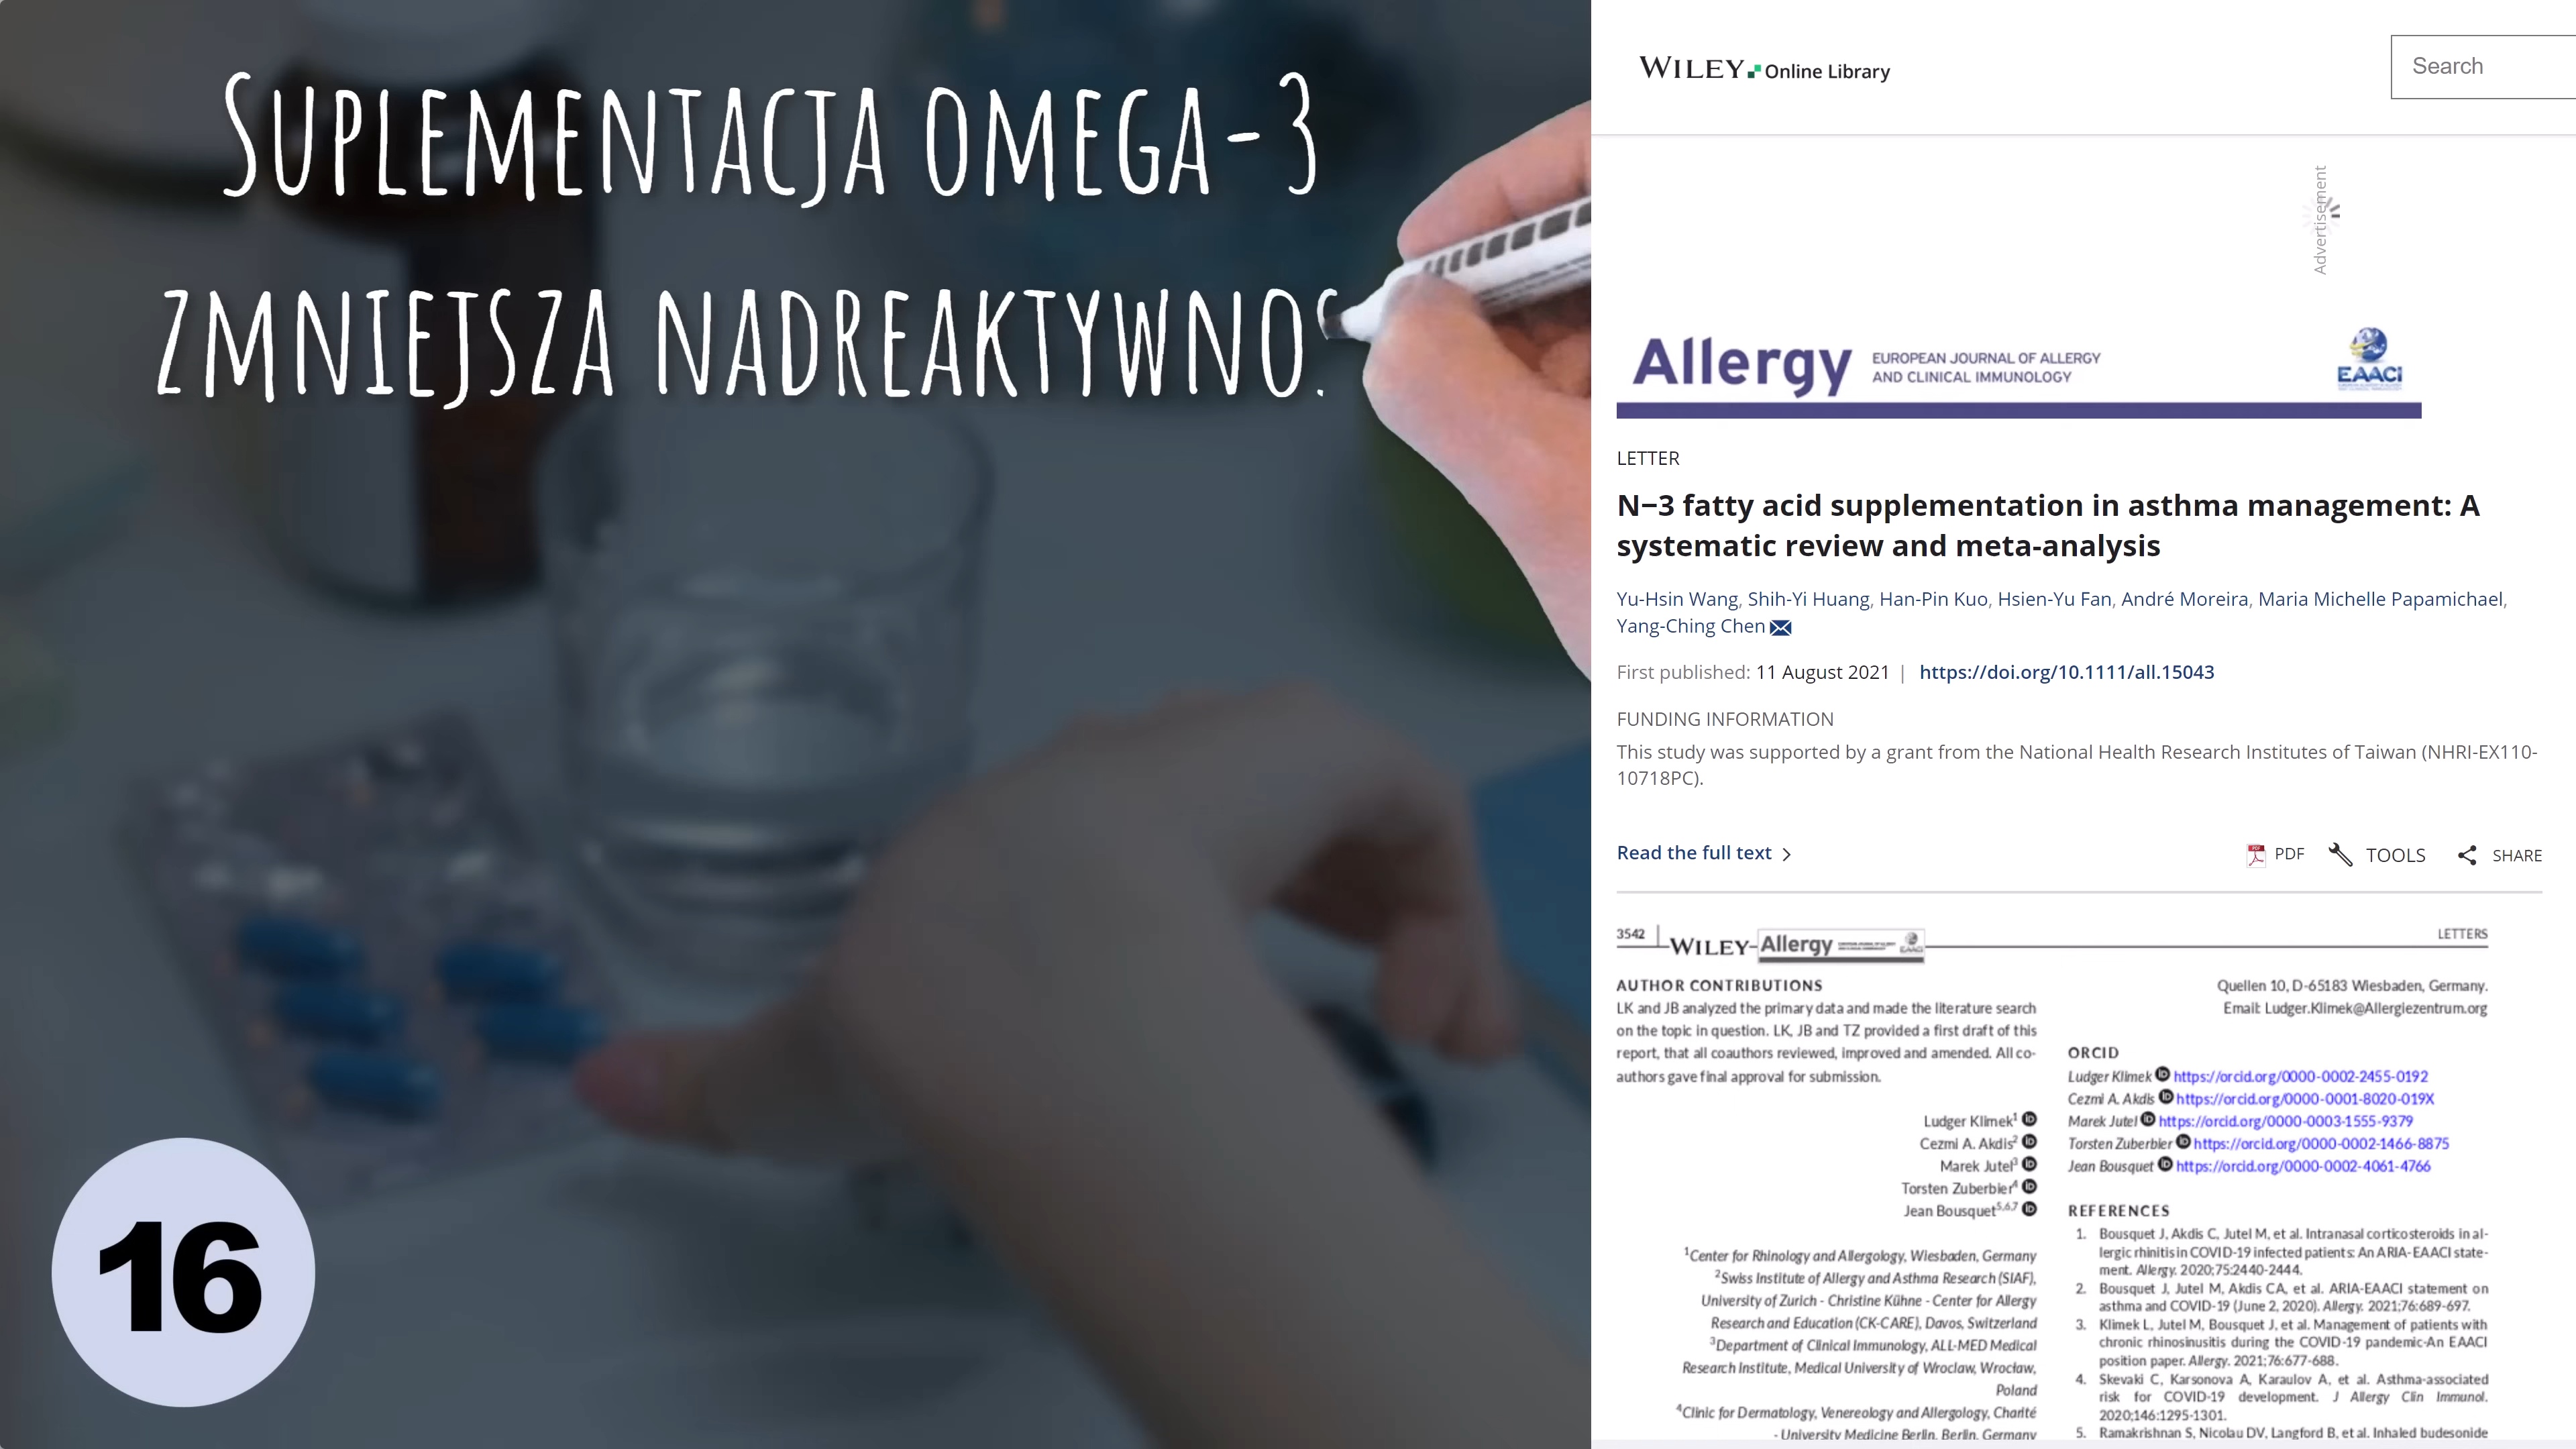 Suplementacja omega-3
zmniejsza nadreaktywnoś
16
WILEY Online Library
Search
Advertisement
Allergy
EUROPEAN JOURNAL OF ALLERGY
AND CLINICAL IMMUNOLOGY
EAACI
LETTER
N−3 fatty acid supplementation in asthma management: A
systematic review and meta-analysis
Yu-Hsin Wang, Shih-Yi Huang, Han-Pin Kuo, Hsien-Yu Fan, André Moreira, Maria Michelle Papamichael,
Yang-Ching Chen
First published: 11 August 2021 | https://doi.org/10.1111/all.15043
FUNDING INFORMATION
This study was supported by a grant from the National Health Research Institutes of Taiwan (NHRI-EX110-
10718PC).
Read the full text
PDF
TOOLS
SHARE
3542
WILEY
Allergy
EAACI
LETTERS
AUTHOR CONTRIBUTIONS
LK and JB analyzed the primary data and made the literature search
on the topic in question. LK, JB and TZ provided a first draft of this
report, that all coauthors reviewed, improved and amended. All co-
authors gave final approval for submission.
Ludger Klimek1
Cezmi A. Akdis2
Marek Jutel3
Torsten Zuberbier4
Jean Bousquet5,6,7
1Center for Rhinology and Allergology, Wiesbaden, Germany
2Swiss Institute of Allergy and Asthma Research (SIAF),
University of Zurich - Christine Kühne - Center for Allergy
Research and Education (CK-CARE), Davos, Switzerland
3Department of Clinical Immunology, ALL-MED Medical
Research Institute, Medical University of Wroclaw, Wrocław,
Poland
4Clinic for Dermatology, Venereology and Allergology, Charité
- University Medicine Berlin, Berlin, Germany
Quellen 10, D-65183 Wiesbaden, Germany.
Email: Ludger.Klimek@Allergiezentrum.org
ORCID
Ludger Klimek https://orcid.org/0000-0002-2455-0192
Cezmi A. Akdis https://orcid.org/0000-0001-8020-019X
Marek Jutel https://orcid.org/0000-0003-1555-9379
Torsten Zuberbier https://orcid.org/0000-0002-1466-8875
Jean Bousquet https://orcid.org/0000-0002-4061-4766
REFERENCES
1. Bousquet J, Akdis C, Jutel M, et al. Intranasal corticosteroids in al-
lergic rhinitis in COVID-19 infected patients: An ARIA-EAACI state-
ment. Allergy. 2020;75:2440-2444.
2. Bousquet J, Jutel M, Akdis CA, et al. ARIA-EAACI statement on
asthma and COVID-19 (June 2, 2020). Allergy. 2021;76:689-697.
3. Klimek L, Jutel M, Bousquet J, et al. Management of patients with
chronic rhinosinusitis during the COVID-19 pandemic-An EAACI
position paper. Allergy. 2021;76:677-688.
4. Skevaki C, Karsonova A, Karaulov A, et al. Asthma-associated
risk for COVID-19 development. J Allergy Clin Immunol.
2020;146:1295-1301.
5. Ramakrishnan S, Nicolau DV, Langford B, et al. Inhaled budesonide